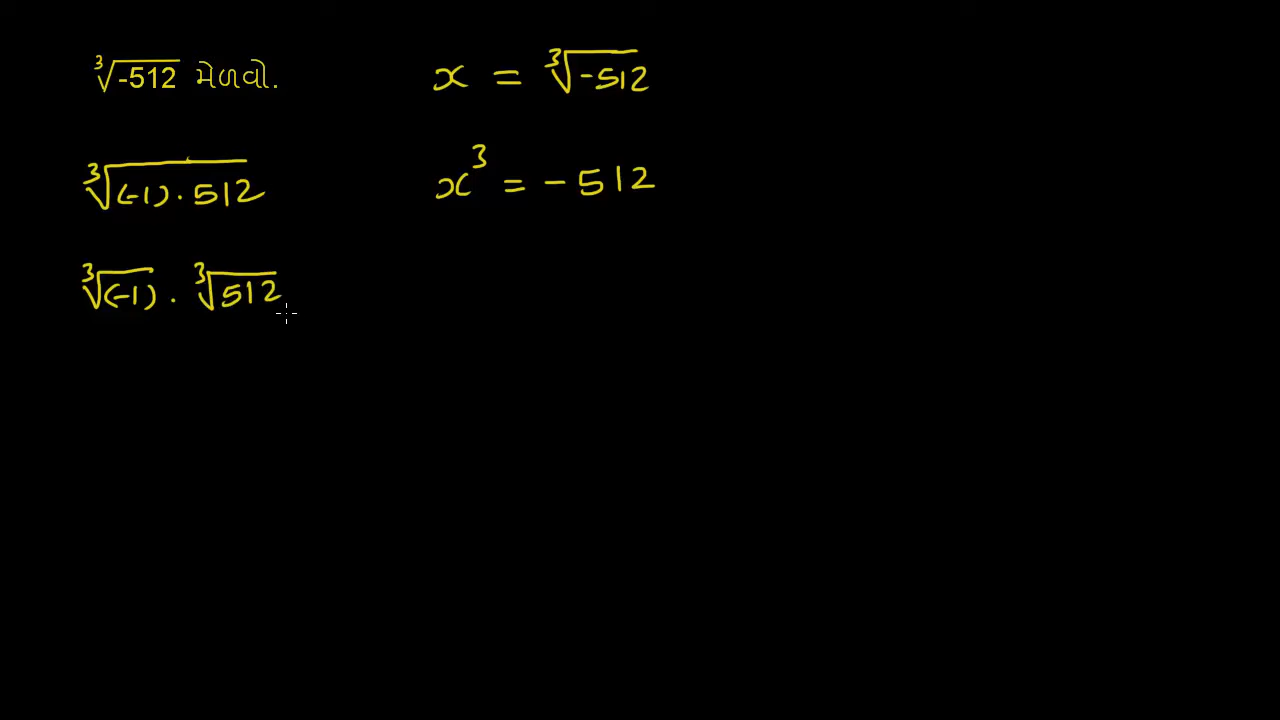 ∛-512 મેળવો.
x = ∛-512
∛(-1) · 512
x³ = - 512
∛(-1) · ∛512